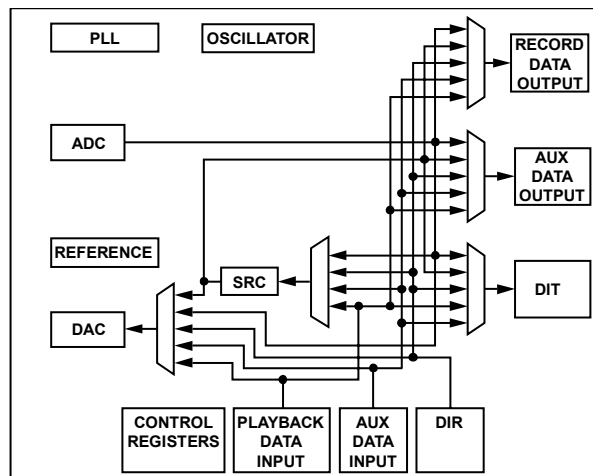 PLL
OSCILLATOR
RECORD
DATA
OUTPUT
ADC
AUX
DATA
OUTPUT
REFERENCE
SRC
DIT
DAC
CONTROL
REGISTERS
PLAYBACK
DATA
INPUT
AUX
DATA
INPUT
DIR